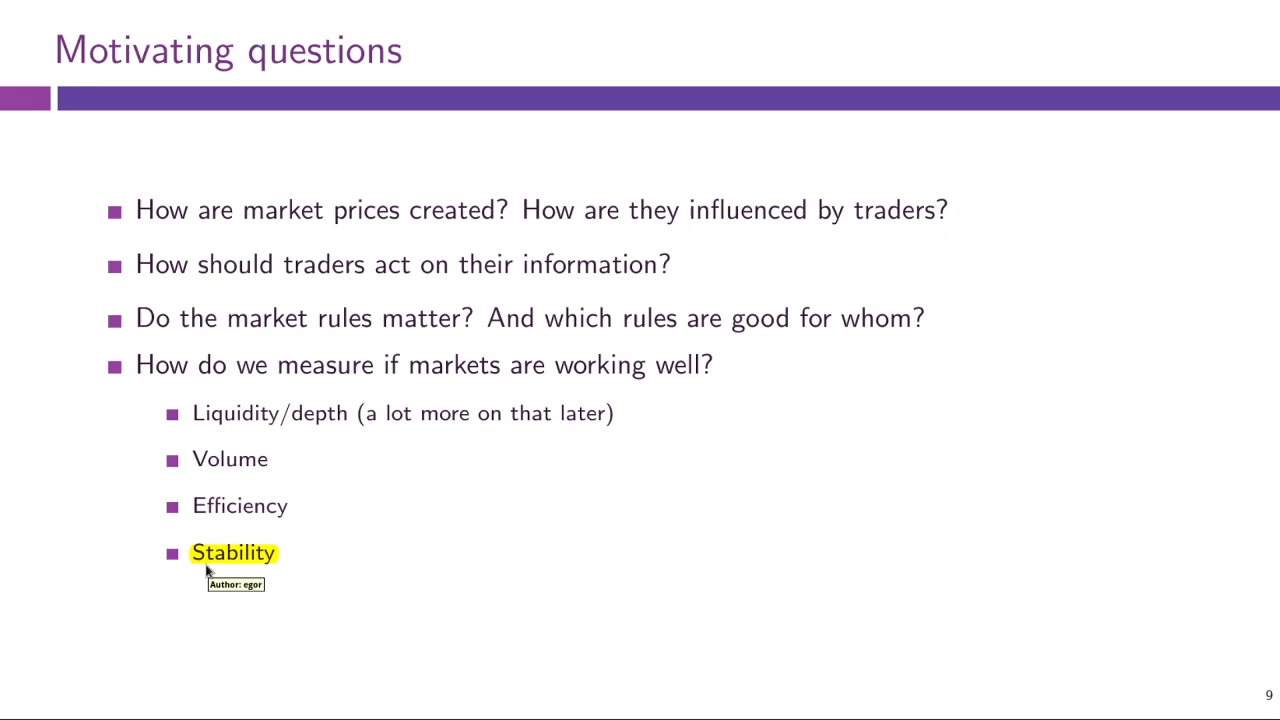 Motivating questions
How are market prices created? How are they influenced by traders?
How should traders act on their information?
Do the market rules matter? And which rules are good for whom?
How do we measure if markets are working well?
Liquidity/depth (a lot more on that later)
Volume
Efficiency
Stability
Author: egor
9